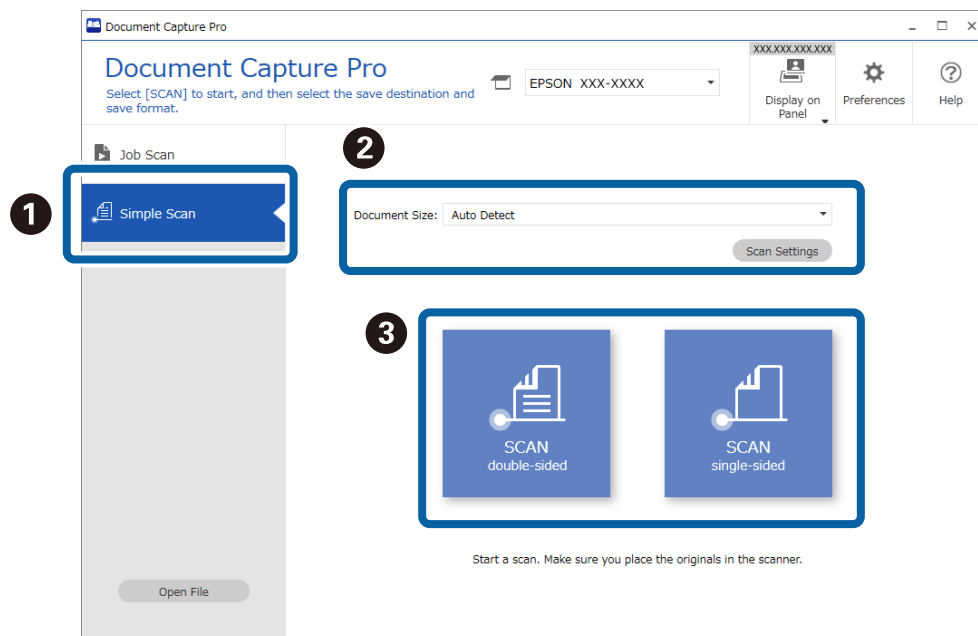 Document Capture Pro
Document Capture Pro
Select [SCAN] to start, and then select the save destination and
save format.
EPSON XXX-XXXX
XXX.XXX.XXX.XXX
Display on
Panel
Preferences
Help
Job Scan
1
Simple Scan
2
Document Size: Auto Detect
Scan Settings
3
SCAN
double-sided
SCAN
single-sided
Start a scan. Make sure you place the originals in the scanner.
Open File